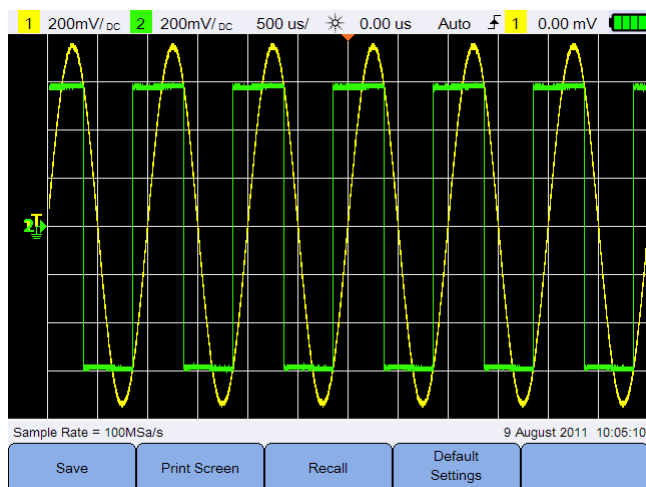 1 200mV/ DC 2 200mV/ DC 500 us/ 0.00 us Auto 1 0.00 mV
2
T
Sample Rate = 100MSa/s 9 August 2011 10:05:10
Save Print Screen Recall Default Settings